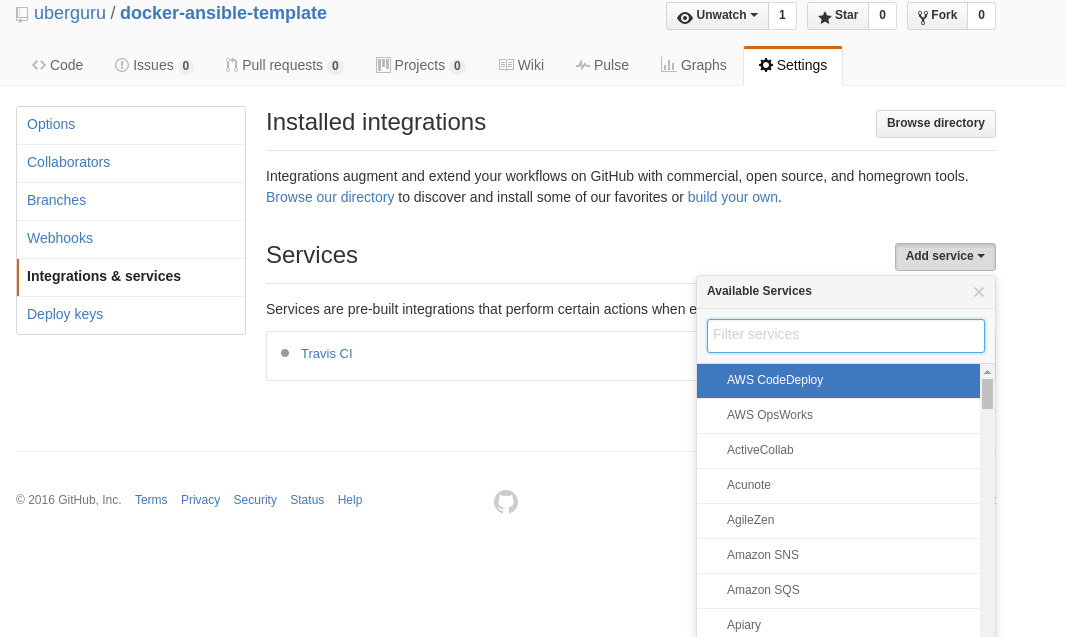 uberguru / docker-ansible-template
Unwatch 1 Star 0 Fork 0
Code Issues 0 Pull requests 0 Projects 0 Wiki Pulse Graphs Settings
Options
Collaborators
Branches
Webhooks
Integrations & services
Deploy keys
Installed integrations
Browse directory
Integrations augment and extend your workflows on GitHub with commercial, open source, and homegrown tools.
Browse our directory to discover and install some of our favorites or build your own.
Services
Add service
Services are pre-built integrations that perform certain actions when
Travis CI
Available Services
Filter services
AWS CodeDeploy
AWS OpsWorks
ActiveCollab
Acunote
AgileZen
Amazon SNS
Amazon SQS
Apiary
© 2016 GitHub, Inc. Terms Privacy Security Status Help